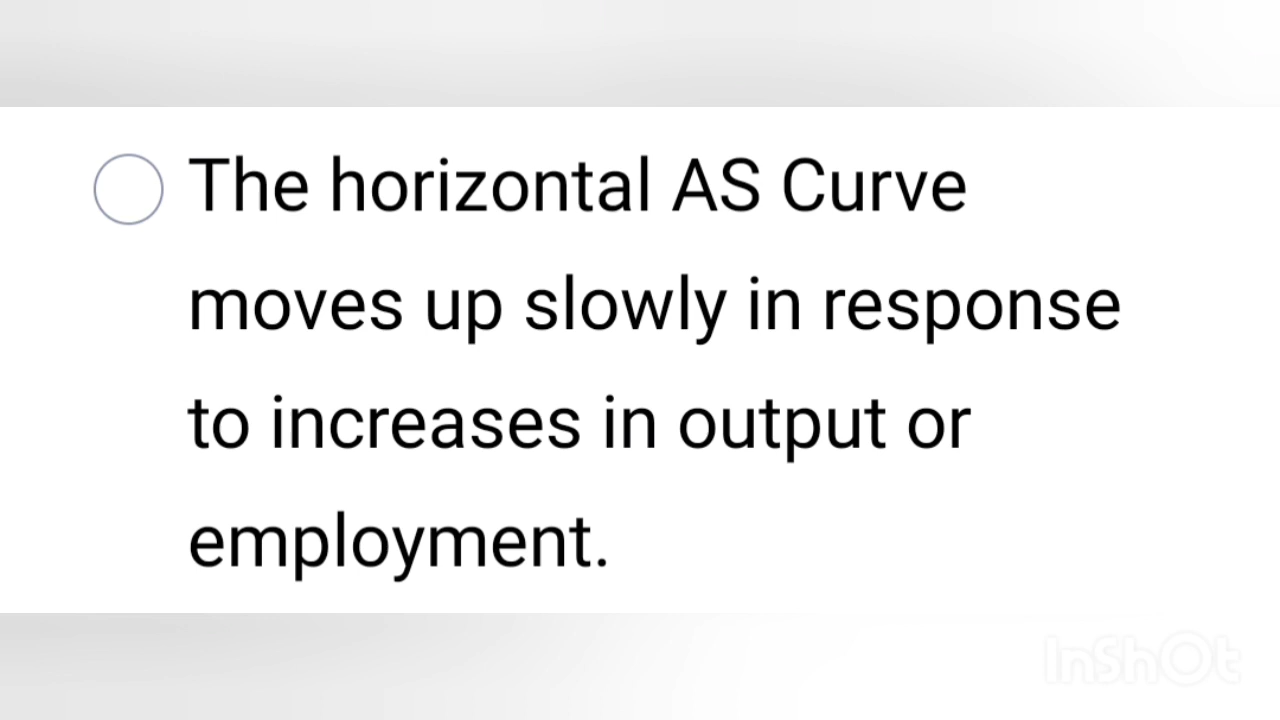 The horizontal AS Curve
moves up slowly in response
to increases in output or
employment.
InShOt